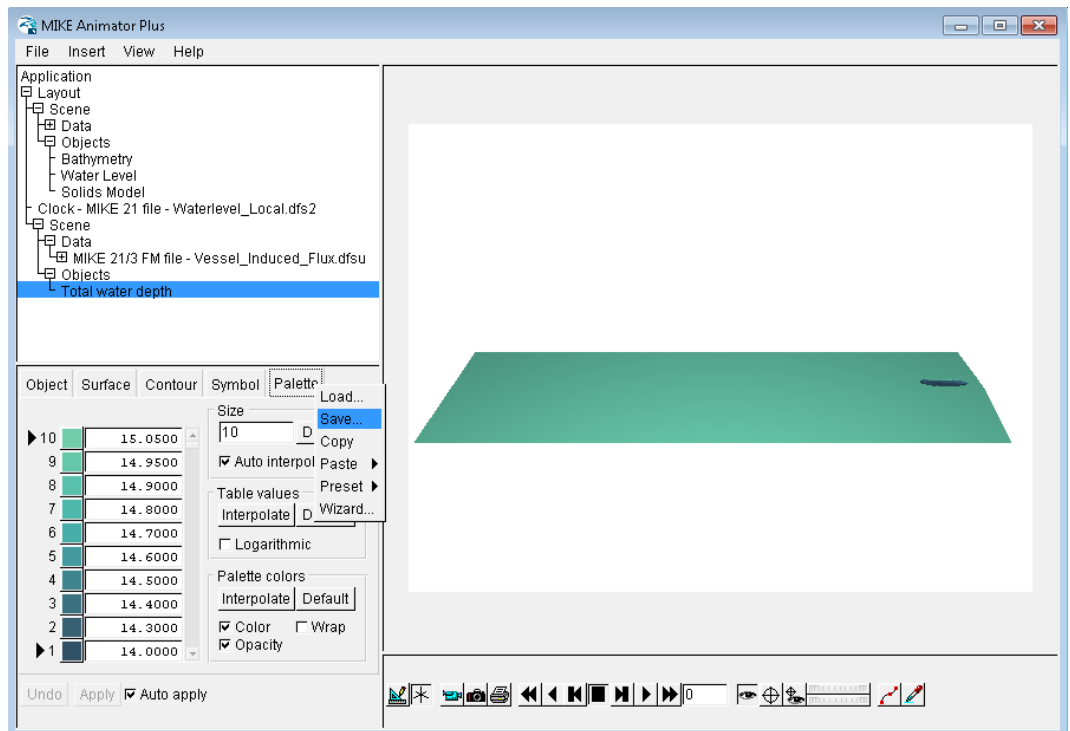 MIKE Animator Plus
File Insert View Help
Application
Layout
Scene
Data
Objects
Bathymetry
Water Level
Solids Model
Clock - MIKE 21 file - Waterlevel_Local.dfs2
Scene
Data
MIKE 21/3 FM file - Vessel_Induced_Flux.dfsu
Objects
Total water depth
Object Surface Contour Symbol Palette
Load...
Save...
Copy
Paste
Preset
Wizard...
Size
10 D
Auto interpol
Table values
Interpolate D
Logarithmic
Palette colors
Interpolate Default
Color Wrap
Opacity
10 15.0500
9 14.9500
8 14.9000
7 14.8000
6 14.7000
5 14.6000
4 14.5000
3 14.4000
2 14.3000
1 14.0000
Undo Apply Auto apply
0